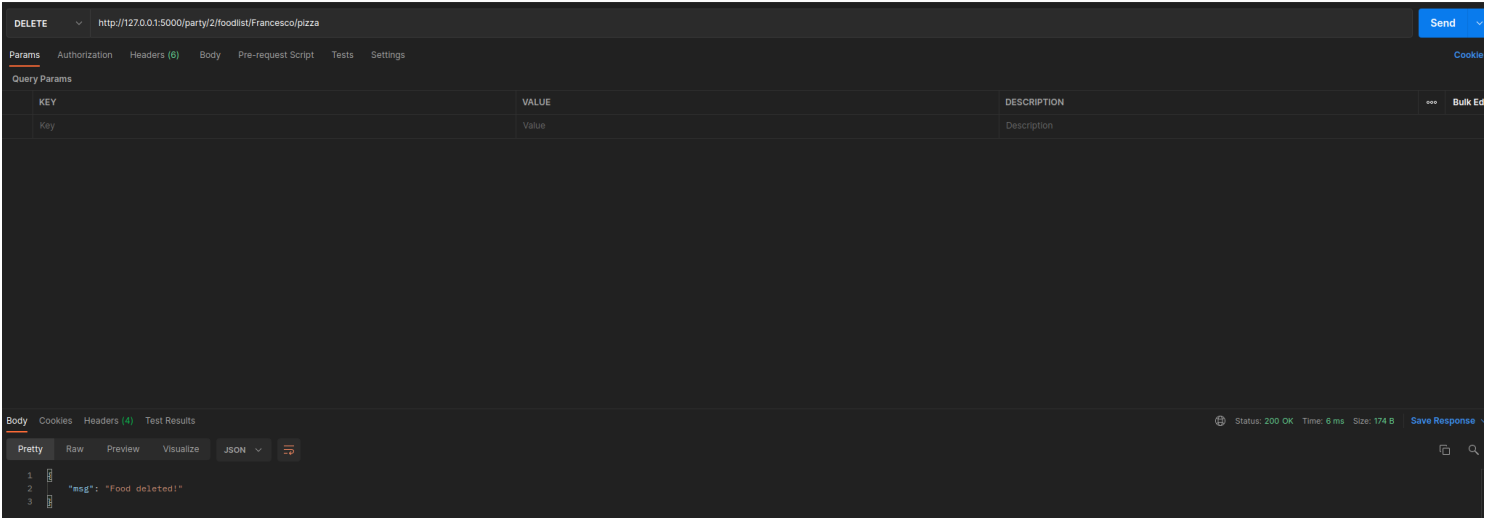 DELETE http://127.0.0.1:5000/party/2/foodlist/Francesco/pizza Send
Params Authorization Headers (6) Body Pre-request Script Tests Settings Cookie
Query Params
KEY VALUE DESCRIPTION ooo Bulk Ed
Key Value Description
Body Cookies Headers (4) Test Results Status: 200 OK Time: 6 ms Size: 174 B Save Response
Pretty Raw Preview Visualize JSON
1 {
2 "msg": "Food deleted!"
3 }